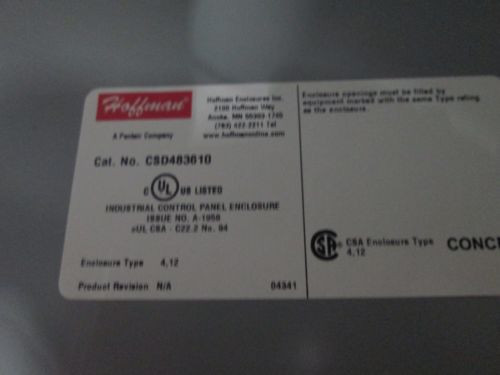 Hoffman
A Pentair Company
Hoffman Enclosures Inc.
2100 Hoffman Way
Anoka, MN 55303-1745
(763) 422-2211 Tel
www.hoffmanonline.com
Cat. No. CSD483610
C UL US LISTED
INDUSTRIAL CONTROL PANEL ENCLOSURE
ISSUE NO. A-1958
cUL CSA - C22.2 No. 94
Enclosure Type 4,12
Product Revision N/A 04341
Enclosure openings must be filled by
equipment marked with the same Type rating
as the enclosure.
CSA Enclosure Type
4,12